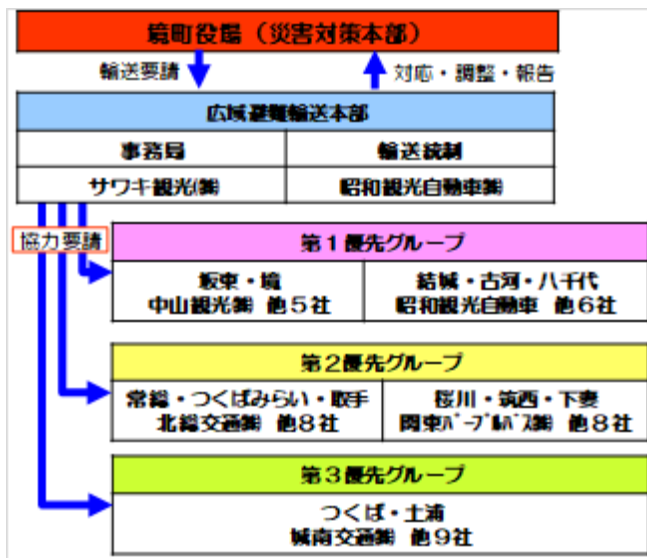 境町役場（災害対策本部）
輸送要請
対応・調整・報告
広域避難輸送本部
事務局
輸送統制
サワキ観光㈱
昭和観光自動車㈱
協力要請
第１優先グループ
坂東・境
中山観光㈱ 他５社
結城・古河・八千代
昭和観光自動車 他６社
第２優先グループ
常総・つくばみらい・取手
北総交通㈱ 他８社
桜川・筑西・下妻
関東ﾊﾟｰﾌﾟﾙﾊﾞｽ㈱ 他８社
第３優先グループ
つくば・土浦
城南交通㈱ 他９社